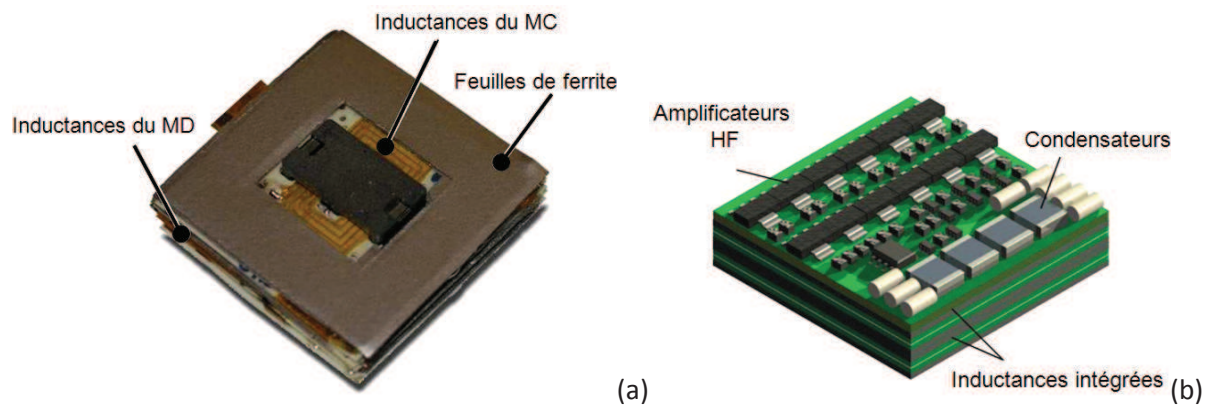 Inductances du MC
Feuilles de ferrite
Inductances du MD
(a)
Amplificateurs
HF
Condensateurs
Inductances intégrées
(b)